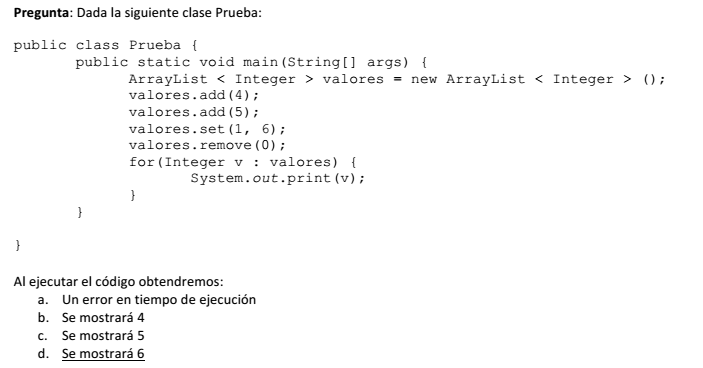 Pregunta: Dada la siguiente clase Prueba:
public class Prueba {
public static void main(String[] args) {
ArrayList < Integer > valores = new ArrayList < Integer > ();
valores.add(4);
valores.add(5);
valores.set(1, 6);
valores.remove(0);
for(Integer v : valores) {
System.out.print(v);
}
}
}
Al ejecutar el código obtendremos:
a. Un error en tiempo de ejecución
b. Se mostrará 4
c. Se mostrará 5
d. Se mostrará 6